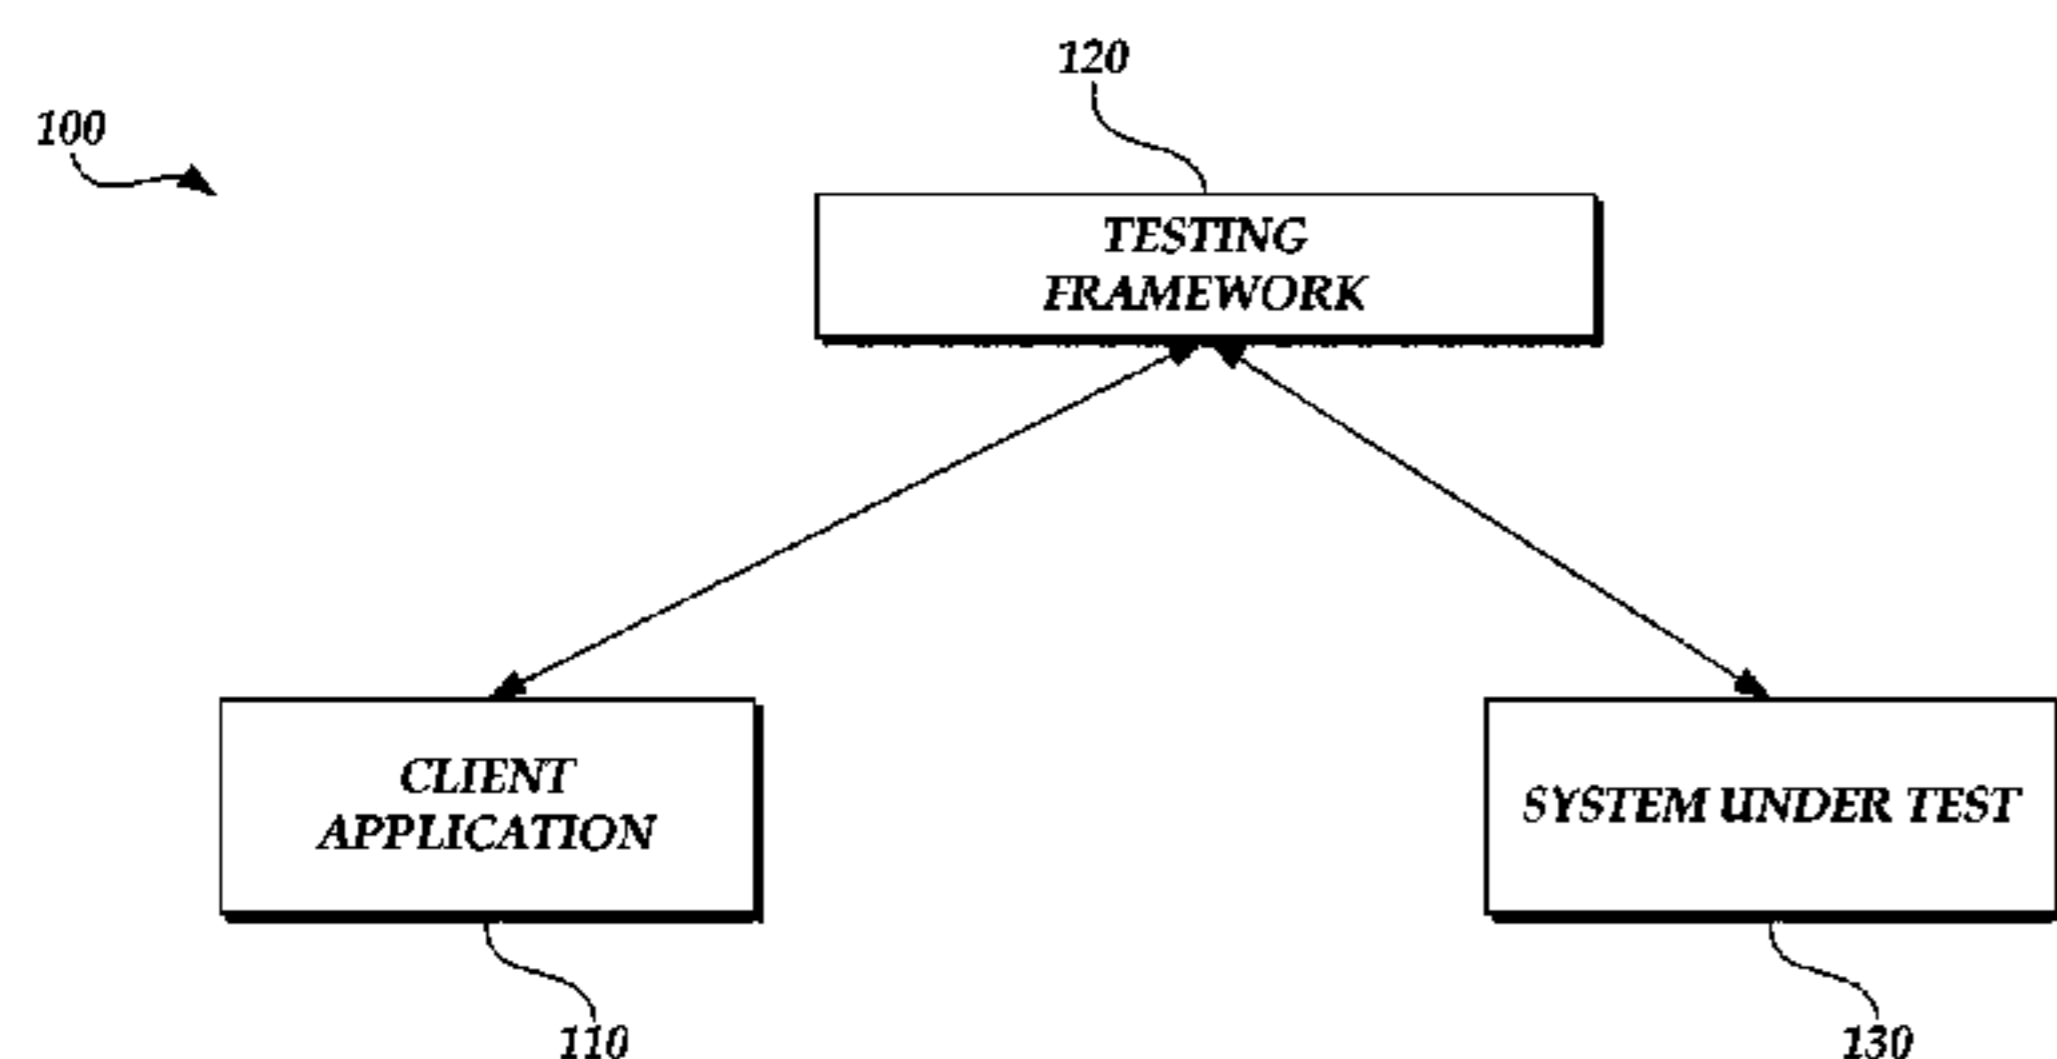 120
100
TESTING
FRAMEWORK
CLIENT
APPLICATION
SYSTEM UNDER TEST
110
130